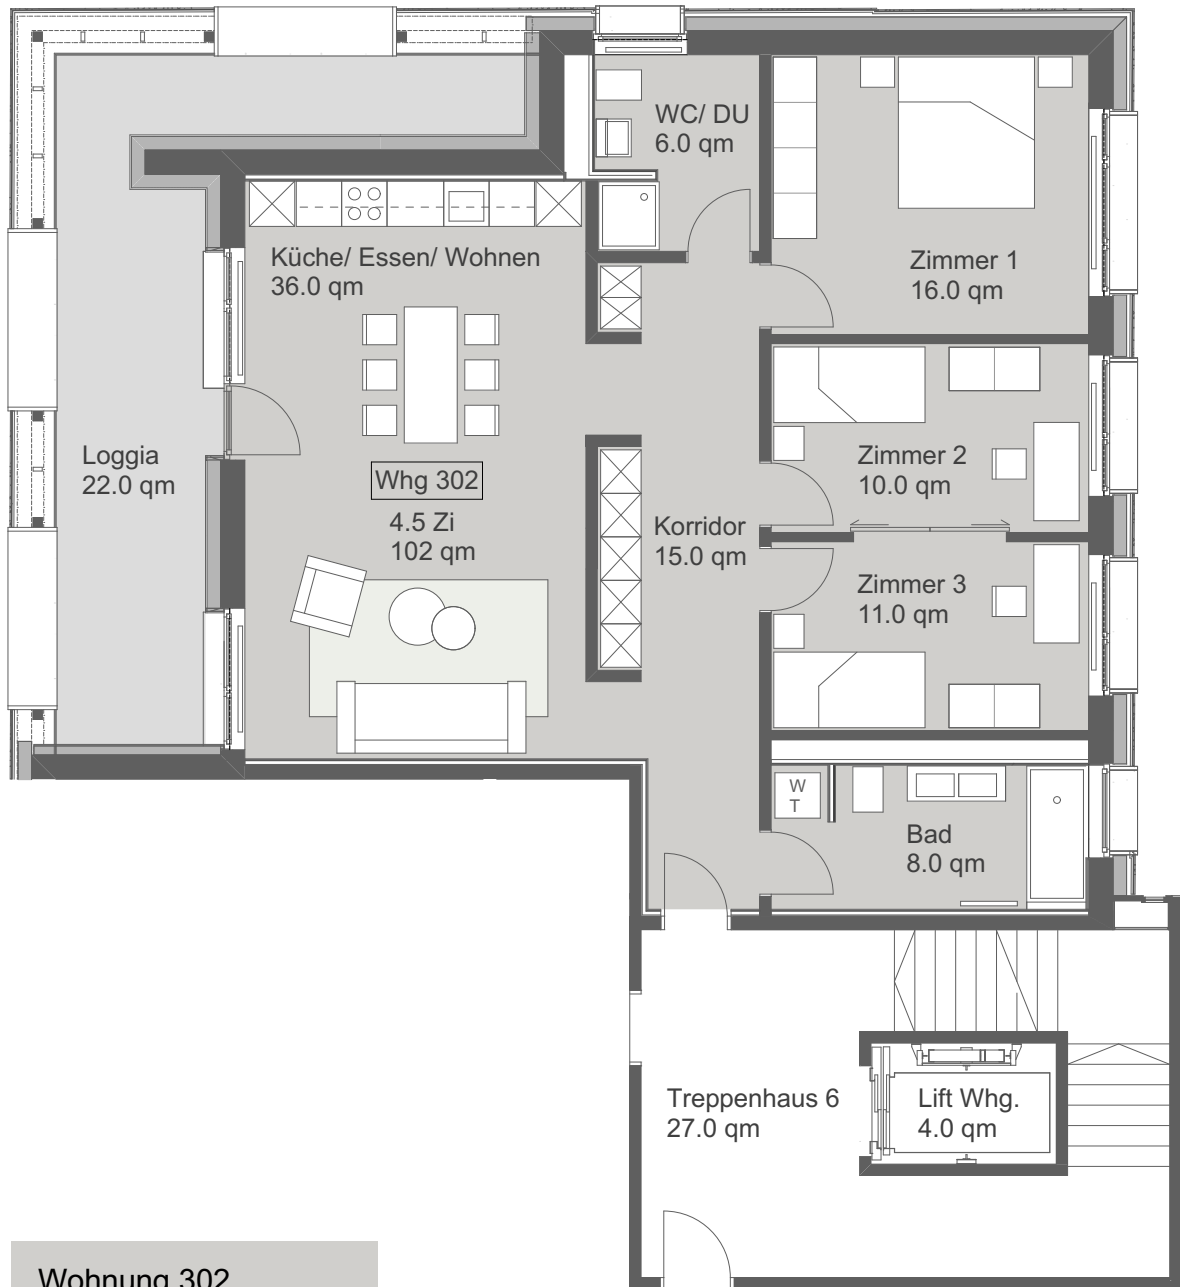 WC/ DU
6.0 qm
Küche/ Essen/ Wohnen
36.0 qm
Zimmer 1
16.0 qm
Loggia
22.0 qm
Whg 302
4.5 Zi
102 qm
Zimmer 2
10.0 qm
Korridor
15.0 qm
Zimmer 3
11.0 qm
W
T
Bad
8.0 qm
Treppenhaus 6
27.0 qm
Lift Whg.
4.0 qm
Wohnung 302